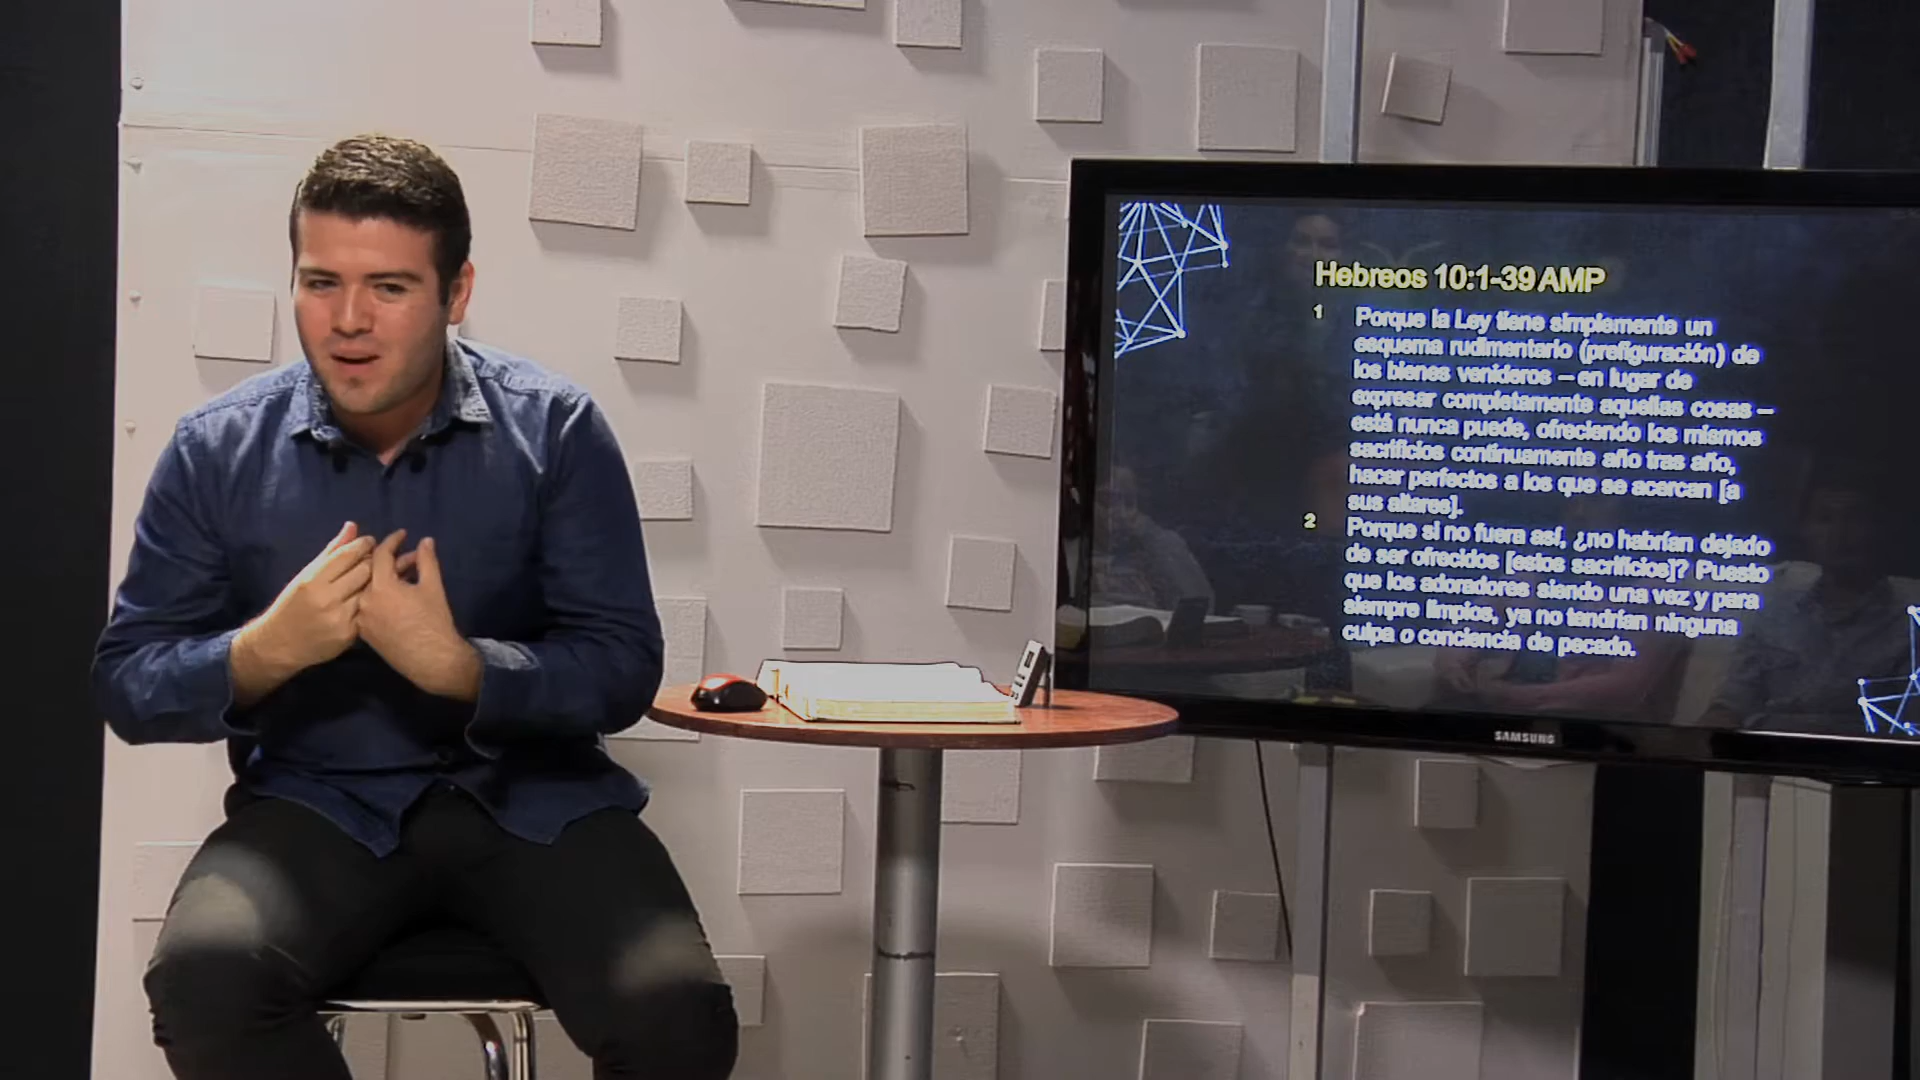 Hebreos 10:1-39 AMP
1 Porque la Ley tiene simplemente un
esquema rudimentario (prefiguración) de
los bienes venideros – en lugar de
expresar completamente aquellas cosas –
está nunca puede, ofreciendo los mismos
sacrificios continuamente año tras año,
hacer perfectos a los que se acercan [a
sus altares].
2 Porque si no fuera así, ¿no habrían dejado
de ser ofrecidos [estos sacrificios]? Puesto
que los adoradores siendo una vez y para
siempre limpios, ya no tendrían ninguna
culpa o conciencia de pecado.
SAMSUNG